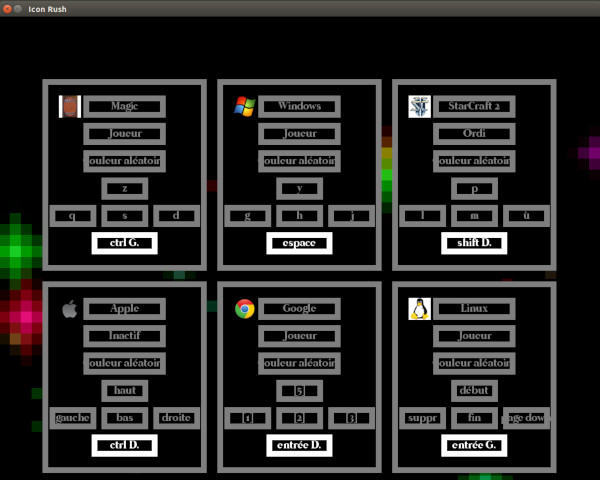 Icon Rush
Magic
Joueur
ouleur aléatoir
z
q s d
ctrl G.
Windows
Joueur
ouleur aléatoir
y
g h j
espace
StarCraft 2
Ordi
ouleur aléatoir
p
l m ù
shift D.
Apple
Inactif
ouleur aléatoir
haut
gauche bas droite
ctrl D.
Google
Joueur
ouleur aléatoir
[5]
[1] [2] [3]
entrée D.
Linux
Joueur
ouleur aléatoir
début
suppr fin page down
entrée G.